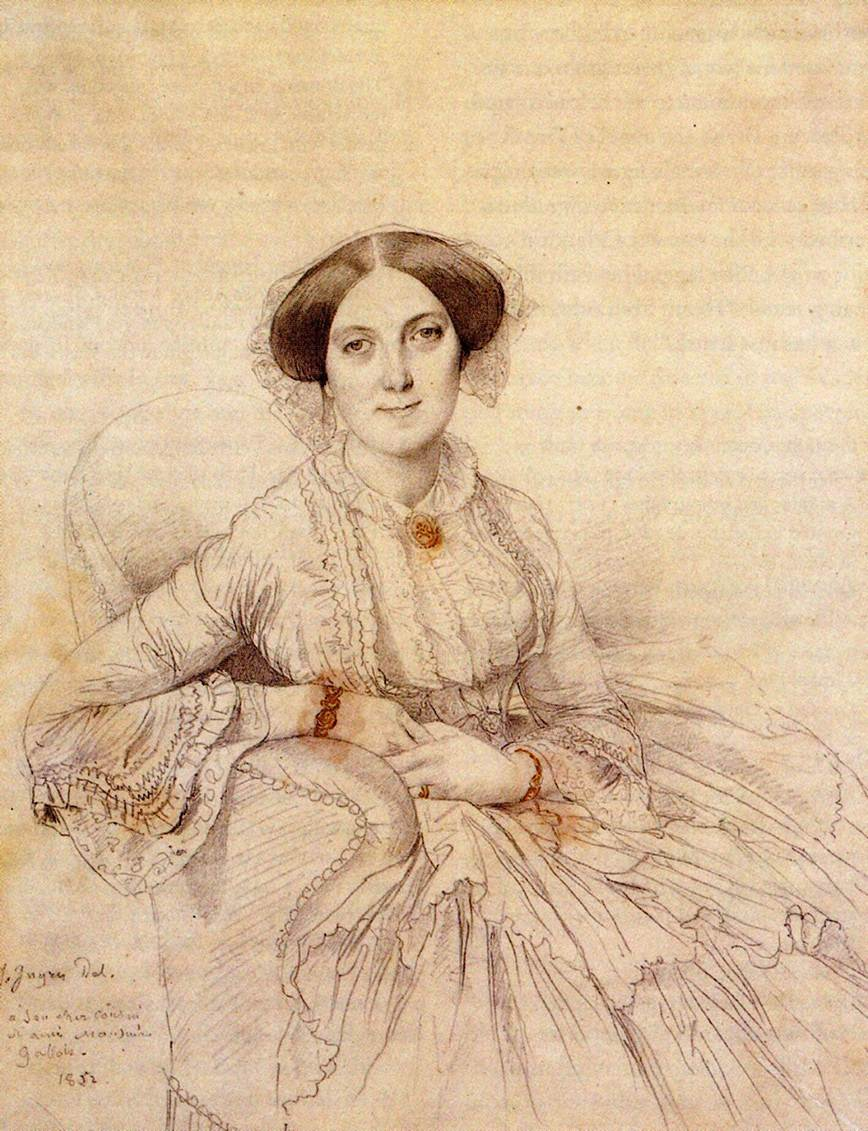 J. Ingres Del.
à Son cher cousin
et ami Monsieur
Gallois.
1852